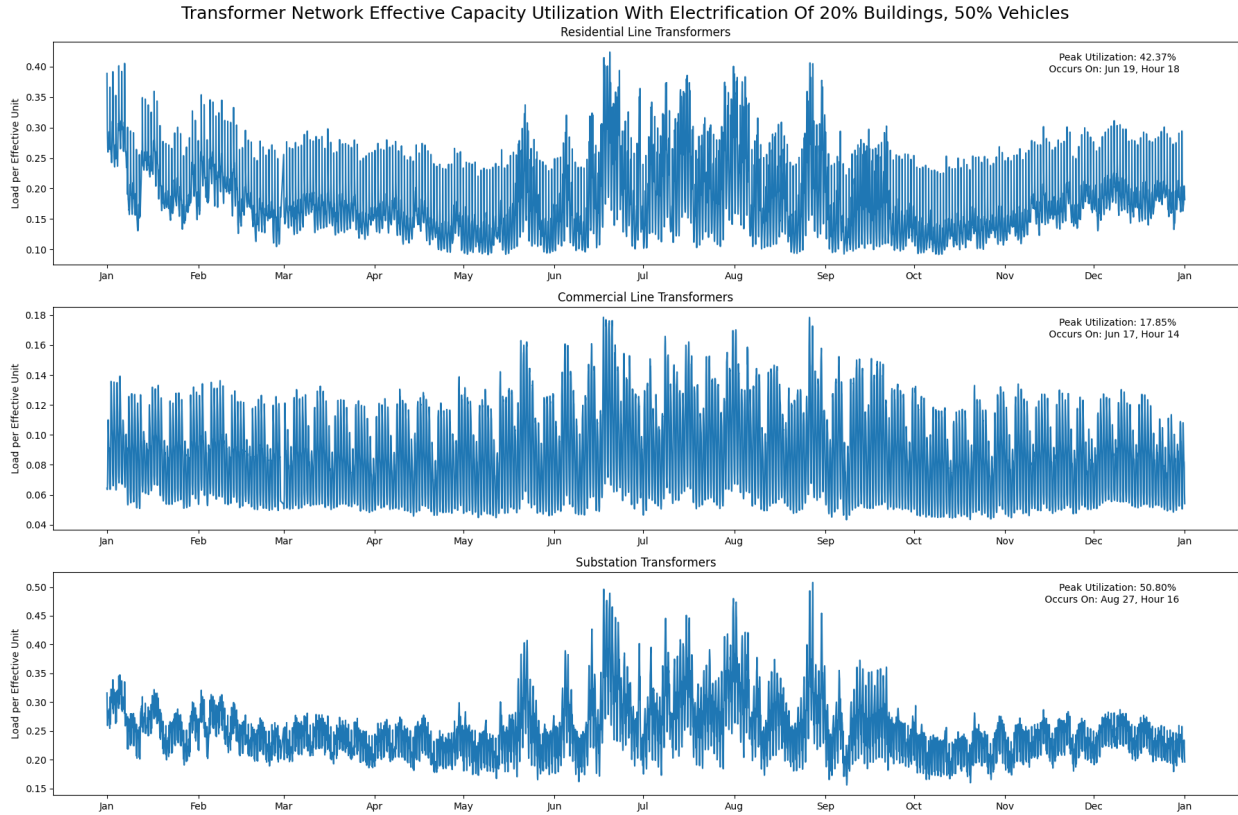 Transformer Network Effective Capacity Utilization With Electrification Of 20% Buildings, 50% Vehicles
Residential Line Transformers
Peak Utilization: 42.37%
Occurs On: Jun 19, Hour 18
Load per Effective Unit
0.40
0.35
0.30
0.25
0.20
0.15
0.10
Jan Feb Mar Apr May Jun Jul Aug Sep Oct Nov Dec Jan
Commercial Line Transformers
Peak Utilization: 17.85%
Occurs On: Jun 17, Hour 14
Load per Effective Unit
0.18
0.16
0.14
0.12
0.10
0.08
0.06
0.04
Jan Feb Mar Apr May Jun Jul Aug Sep Oct Nov Dec Jan
Substation Transformers
Peak Utilization: 50.80%
Occurs On: Aug 27, Hour 16
Load per Effective Unit
0.50
0.45
0.40
0.35
0.30
0.25
0.20
0.15
Jan Feb Mar Apr May Jun Jul Aug Sep Oct Nov Dec Jan